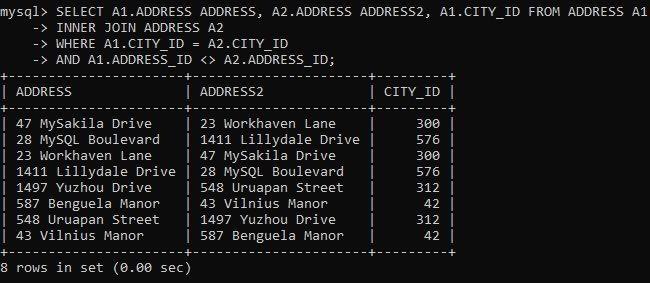 mysql> SELECT A1.ADDRESS ADDRESS, A2.ADDRESS ADDRESS2, A1.CITY_ID FROM ADDRESS A1
    -> INNER JOIN ADDRESS A2
    -> WHERE A1.CITY_ID = A2.CITY_ID
    -> AND A1.ADDRESS_ID <> A2.ADDRESS_ID;
+----------------------+----------------------+---------+
| ADDRESS              | ADDRESS2             | CITY_ID |
+----------------------+----------------------+---------+
| 47 MySakila Drive    | 23 Workhaven Lane    |     300 |
| 28 MySQL Boulevard   | 1411 Lillydale Drive |     576 |
| 23 Workhaven Lane    | 47 MySakila Drive    |     300 |
| 1411 Lillydale Drive | 28 MySQL Boulevard   |     576 |
| 1497 Yuzhou Drive    | 548 Uruapan Street   |     312 |
| 587 Benguela Manor   | 43 Vilnius Manor     |      42 |
| 548 Uruapan Street   | 1497 Yuzhou Drive    |     312 |
| 43 Vilnius Manor     | 587 Benguela Manor   |      42 |
+----------------------+----------------------+---------+
8 rows in set (0.00 sec)